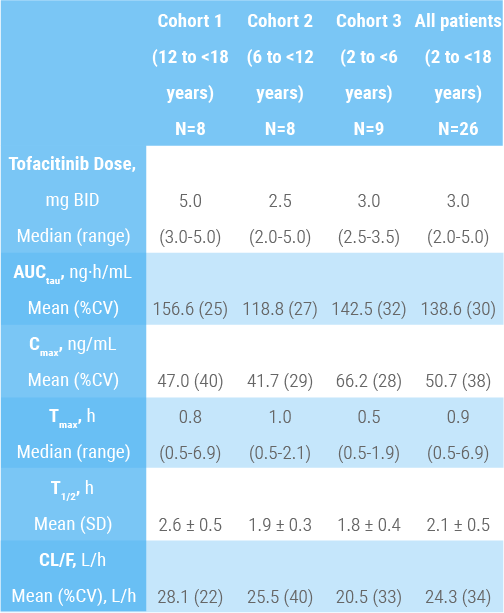 Cohort 1 Cohort 2 Cohort 3 All patients
(12 to <18 (6 to <12 (2 to <6 (2 to <18
years) years) years) years)
N=8 N=8 N=9 N=26
Tofacitinib Dose,
mg BID 5.0 2.5 3.0 3.0
Median (range) (3.0-5.0) (2.0-5.0) (2.5-3.5) (2.0-5.0)
AUCtau, ng·h/mL
Mean (%CV) 156.6 (25) 118.8 (27) 142.5 (32) 138.6 (30)
Cmax, ng/mL
Mean (%CV) 47.0 (40) 41.7 (29) 66.2 (28) 50.7 (38)
Tmax, h 0.8 1.0 0.5 0.9
Median (range) (0.5-6.9) (0.5-2.1) (0.5-1.9) (0.5-6.9)
T1/2, h
Mean (SD) 2.6 ± 0.5 1.9 ± 0.3 1.8 ± 0.4 2.1 ± 0.5
CL/F, L/h
Mean (%CV), L/h 28.1 (22) 25.5 (40) 20.5 (33) 24.3 (34)